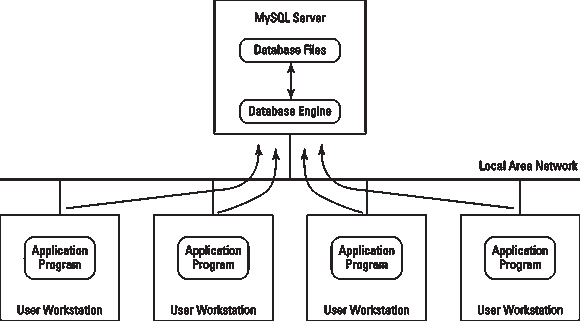 MySQL Server
Database Files
Database Engine
Local Area Network
Application
Program
User Workstation
Application
Program
User Workstation
Application
Program
User Workstation
Application
Program
User Workstation